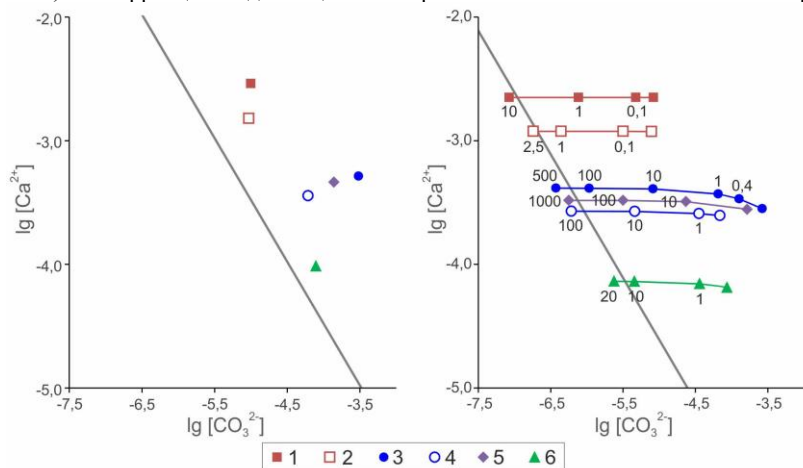 -2,0
-3,0
-4,0
-5,0
lg [Ca²⁺]
-7,5 -6,5 -5,5 -4,5 -3,5
lg [CO₃²⁻]
-2,0
-3,0
-4,0
-5,0
lg [Ca²⁺]
10 1 0,1
2,5 1 0,1
500 100 10 1 0,4
1000 100 10
100 10 1
20 10 1
-7,5 -6,5 -5,5 -4,5 -3,5
lg [CO₃²⁻]
1 2 3 4 5 6